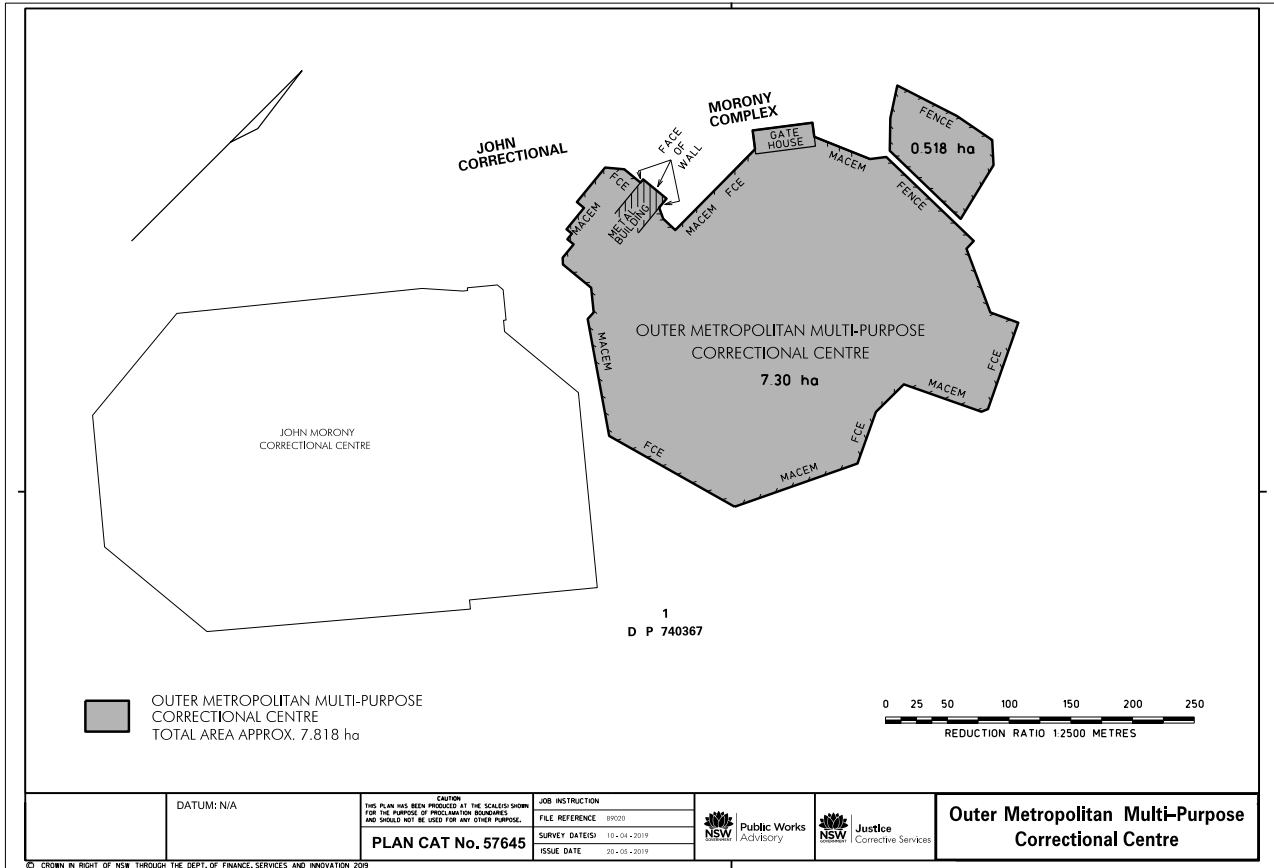 JOHN
CORRECTIONAL
MORONY
COMPLEX
FACE
OF
WALL
GATE
HOUSE
FENCE
0.518 ha
MACEM
FENCE
FCE
MACEM
FCE
MACEM
METAL
BUILDING
MACEM
OUTER METROPOLITAN MULTI-PURPOSE
CORRECTIONAL CENTRE
7.30 ha
FCE
MACEM
FCE
FCE
MACEM
JOHN MORONY
CORRECTIONAL CENTRE
1
D P 740367
OUTER METROPOLITAN MULTI-PURPOSE
CORRECTIONAL CENTRE
TOTAL AREA APPROX. 7.818 ha
0 25 50 100 150 200 250
REDUCTION RATIO 1:2500 METRES
DATUM: N/A
CAUTION
THIS PLAN HAS BEEN PRODUCED AT THE SCALE(S) SHOWN
FOR THE PURPOSE OF PROCLAMATION BOUNDARIES
AND SHOULD NOT BE USED FOR ANY OTHER PURPOSE.
PLAN CAT No. 57645
JOB INSTRUCTION
FILE REFERENCE 89020
SURVEY DATE(S) 10-04-2019
ISSUE DATE 20-05-2019
NSW
GOVERNMENT
Public Works
Advisory
NSW
GOVERNMENT
Justice
Corrective Services
Outer Metropolitan Multi-Purpose
Correctional Centre
© CROWN IN RIGHT OF NSW THROUGH THE DEPT. OF FINANCE, SERVICES AND INNOVATION 2019